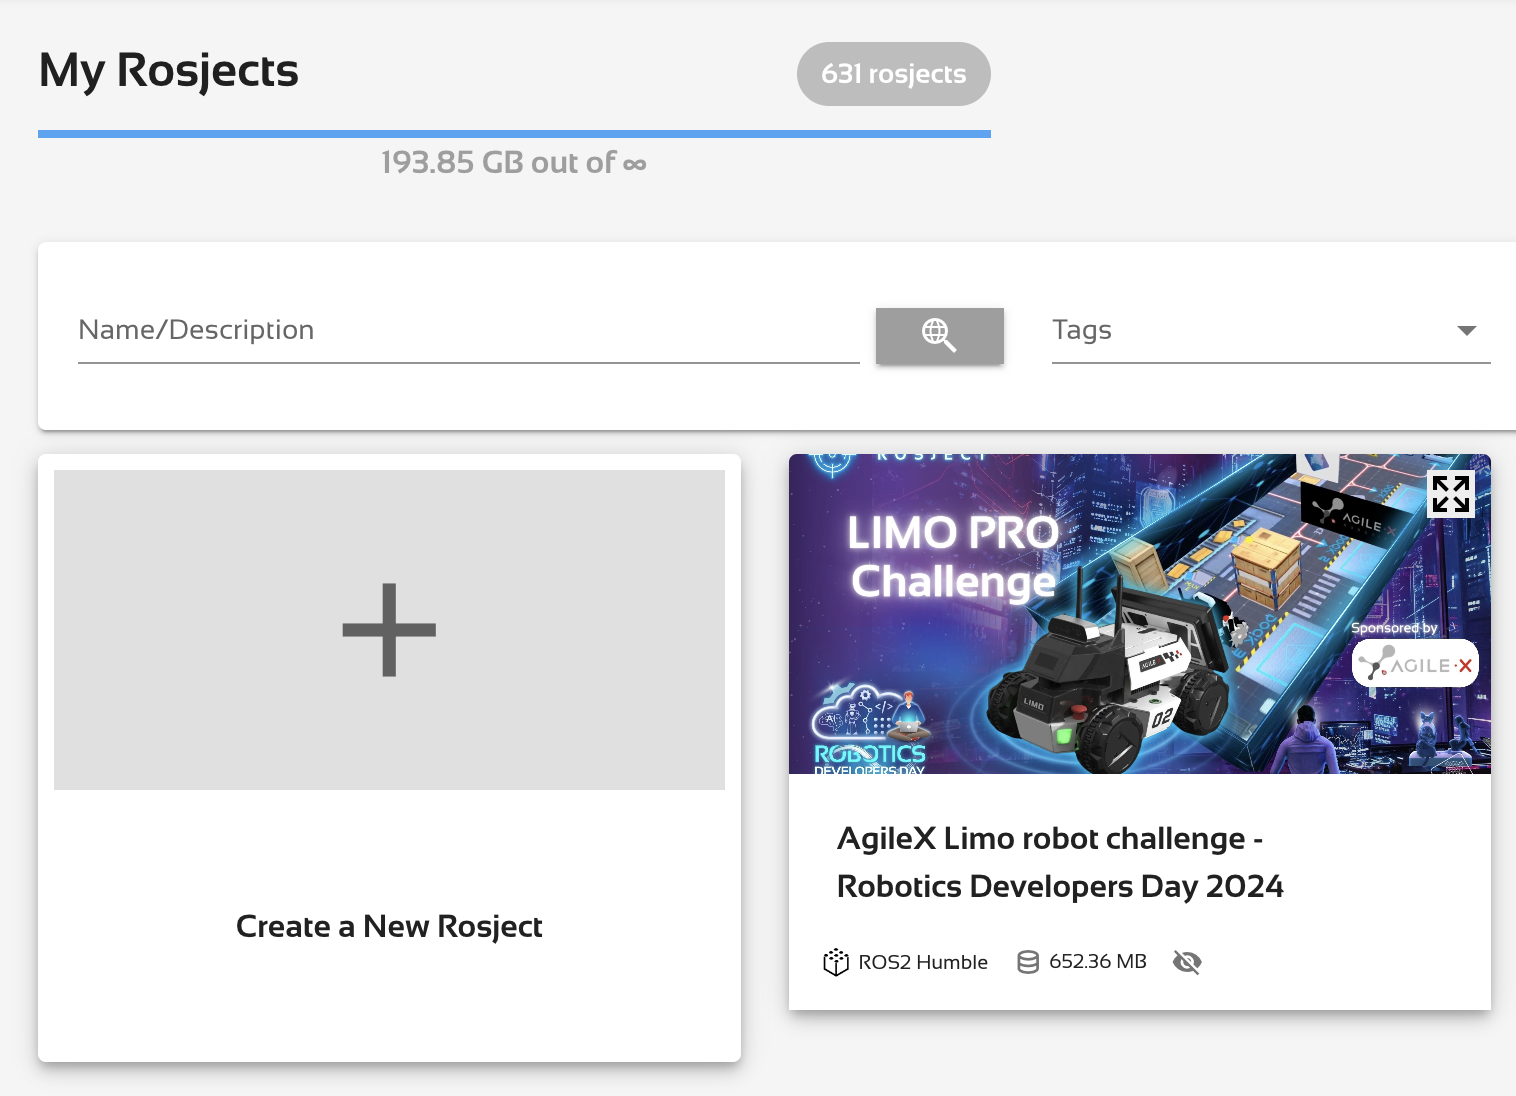 My Rosjects
631 rosjects
193.85 GB out of ∞
Name/Description
Tags
ROSJECT
LIMO PRO
Challenge
AGILE·X
Sponsored by
AGILE·X
AGILE
LIMO
02
ROBOTICS
DEVELOPERS DAY
Create a New Rosject
AgileX Limo robot challenge -
Robotics Developers Day 2024
ROS2 Humble
652.36 MB